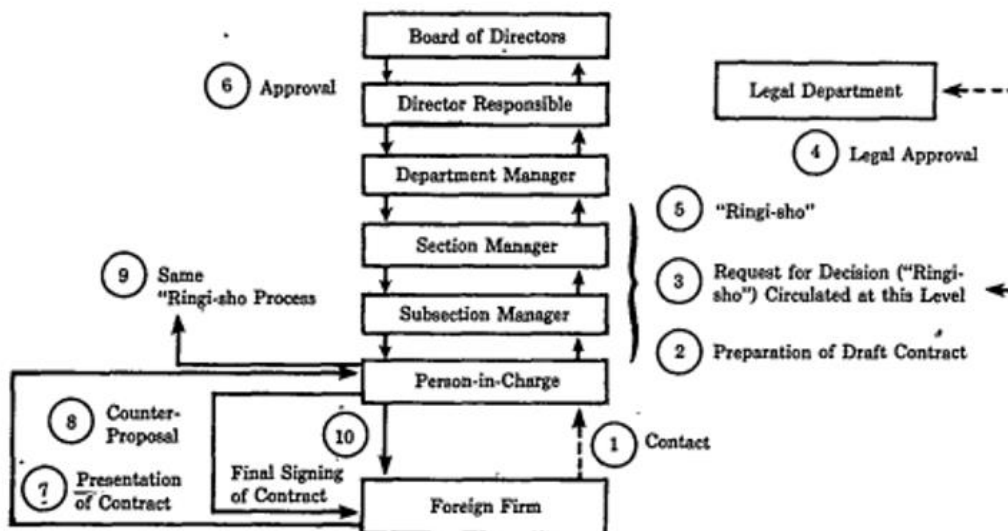 Board of Directors
6 Approval
Director Responsible
Legal Department
4 Legal Approval
Department Manager
5 "Ringi-sho"
Section Manager
9 Same
"Ringi-sho Process
3 Request for Decision ("Ringi-
sho") Circulated at this Level
Subsection Manager
2 Preparation of Draft Contract
Person-in-Charge
8 Counter-
Proposal
10
1 Contact
7 Presentation
of Contract
Final Signing
of Contract
Foreign Firm